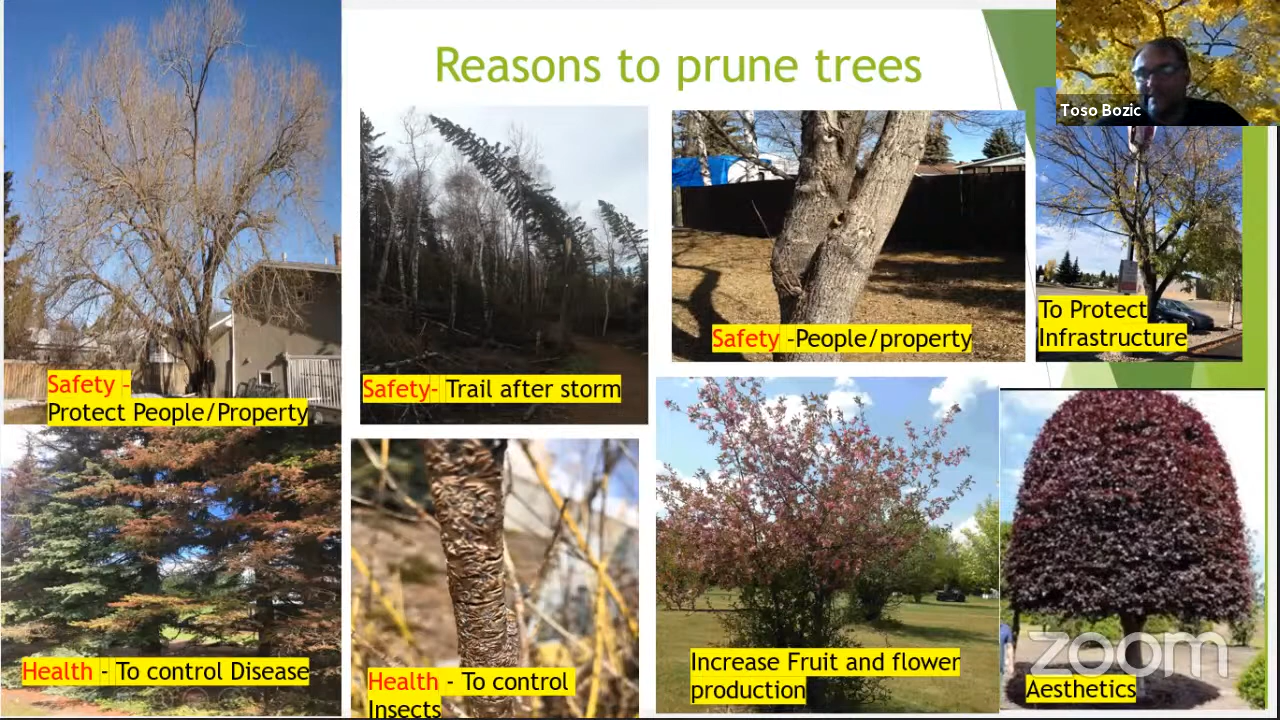 Reasons to prune trees
Toso Bozic
Safety -
Protect People/Property
Safety- Trail after storm
Safety -People/property
To Protect
Infrastructure
Health - To control Disease
Health - To control
Insects
Increase Fruit and flower
production
Aesthetics
zoom